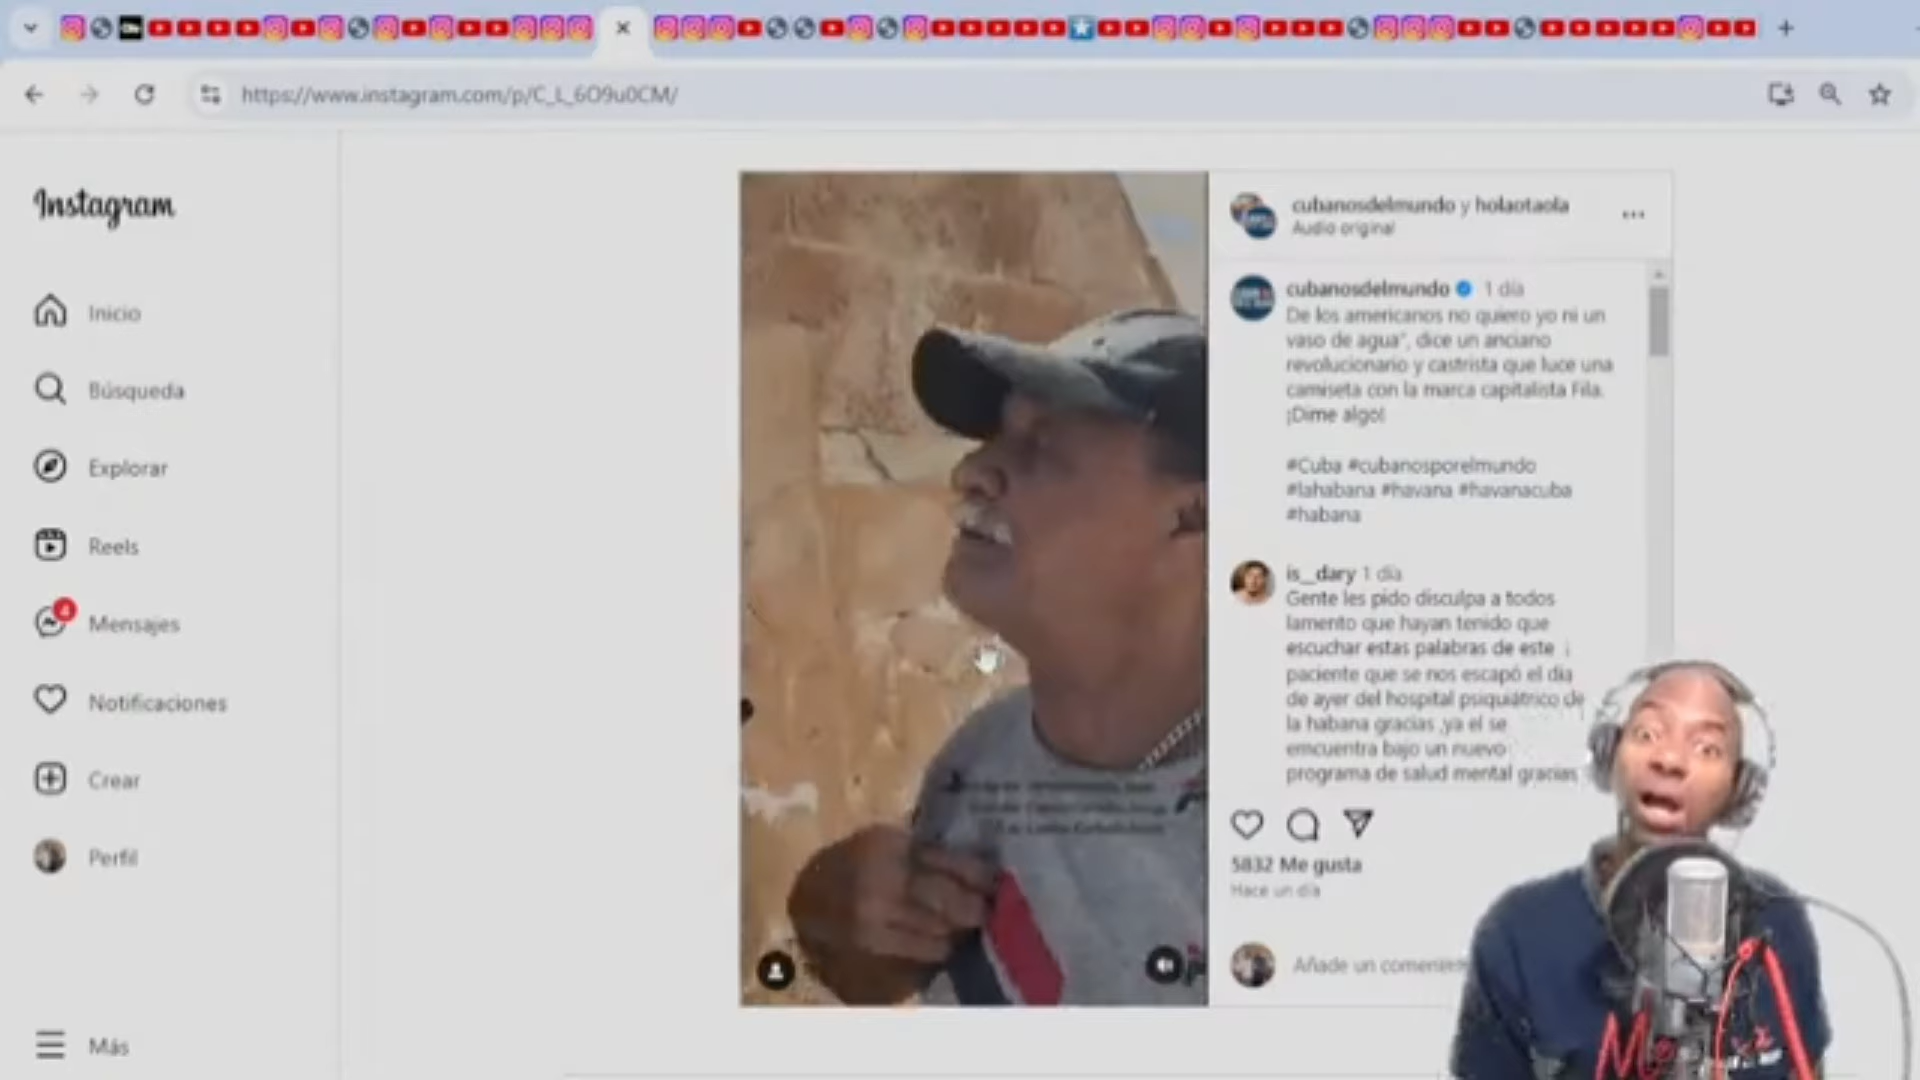 https://www.instagram.com/p/C_L_6O9u0CM/
Instagram
Inicio
Búsqueda
Explorar
Reels
4
Mensajes
Notificaciones
Crear
Perfil
Más
cubanosdelmundo y holaotaola
Audio original
cubanosdelmundo 1 día
De los americanos no quiero yo ni un
vaso de agua", dice un anciano
revolucionario y castrista que luce una
camiseta con la marca capitalista Fila.
¡Dime algo!
#Cuba #cubanosporelmundo
#lahabana #havana #havanacuba
#habana
is__dary 1 día
Gente les pido disculpa a todos
lamento que hayan tenido que
escuchar estas palabras de este
paciente que se nos escapó el dia
de ayer del hospital psiquiátrico de
la habana gracias ,ya el se
emcuentra bajo un nuevo
programa de salud mental gracias
5832 Me gusta
Hace un día
Añade un